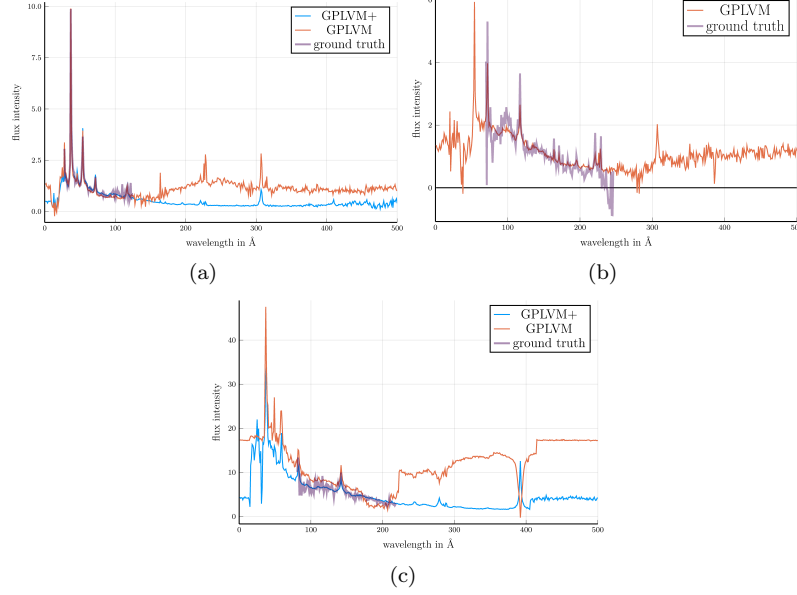 GPLVM+
GPLVM
ground truth
flux intensity
10.0
7.5
5.0
2.5
0.0
0
100
200
300
400
500
wavelength in Å
(a)
GPLVM
ground truth
flux intensity
6
4
2
0
0
100
200
300
400
500
wavelength in Å
(b)
GPLVM+
GPLVM
ground truth
flux intensity
40
30
20
10
0
0
100
200
300
400
500
wavelength in Å
(c)